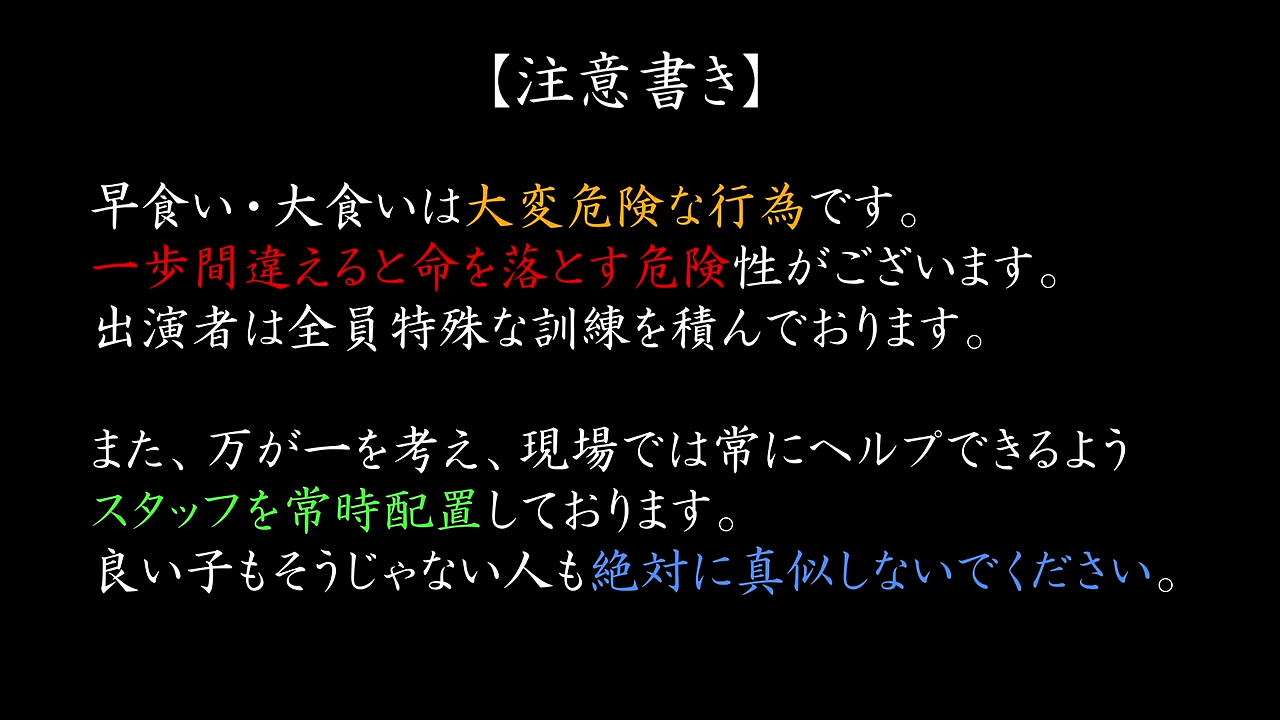 【注意書き】
早食い・大食いは大変危険な行為です。
一歩間違えると命を落とす危険性がございます。
出演者は全員特殊な訓練を積んでおります。
また、万が一を考え、現場では常にヘルプできるよう
スタッフを常時配置しております。
良い子もそうじゃない人も絶対に真似しないでください。